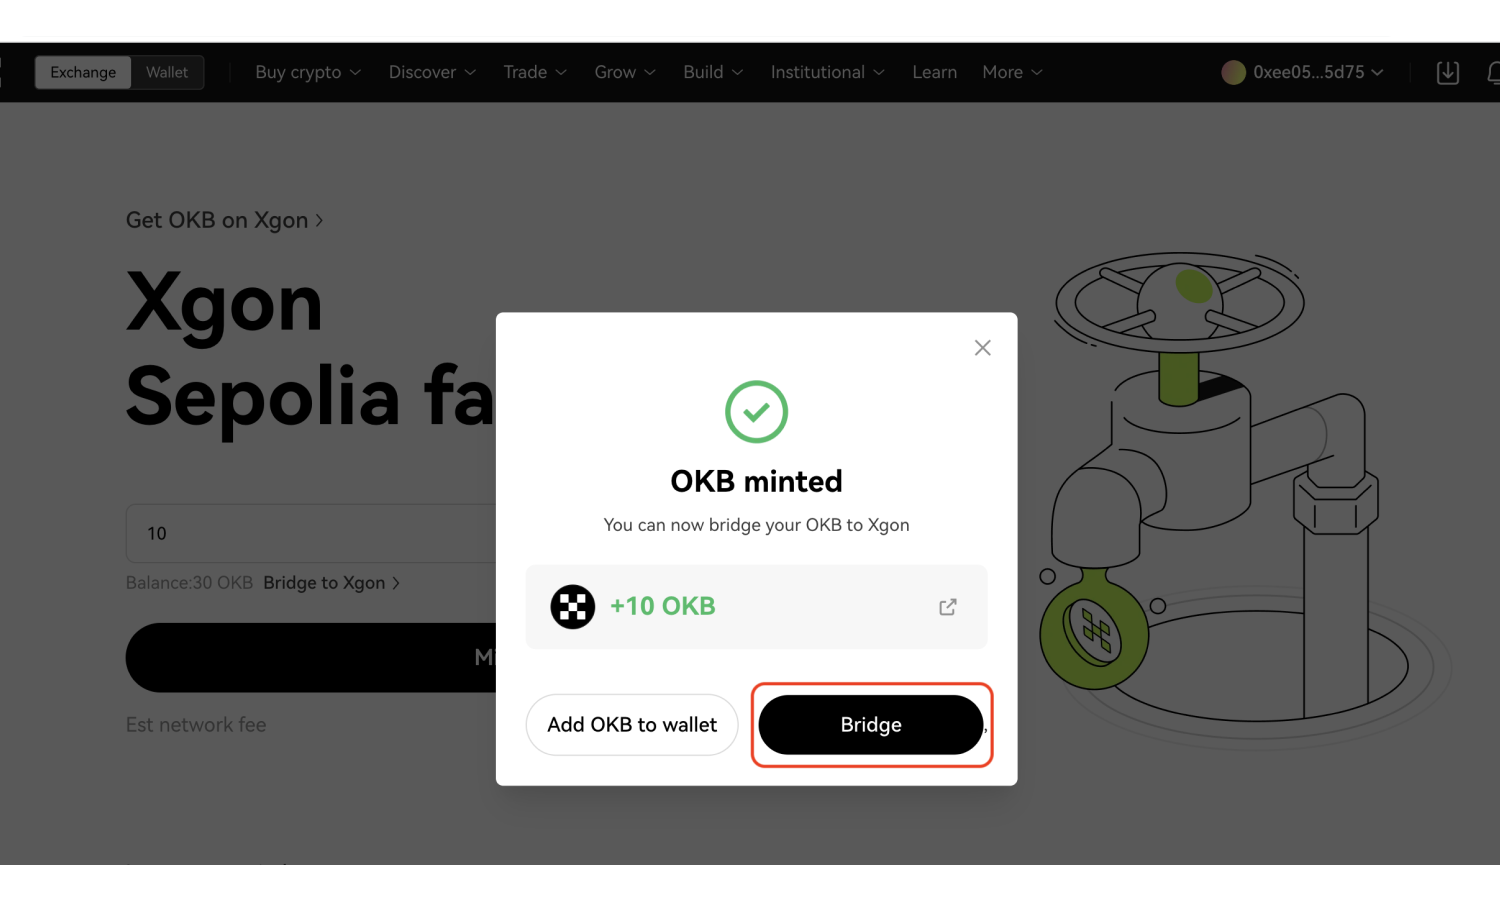 Exchange
Wallet
Buy crypto
Discover
Trade
Grow
Build
Institutional
Learn
More
0xee05...5d75
Get OKB on Xgon >
Xgon
Sepolia fa
10
Balance:30 OKB Bridge to Xgon >
Mi
Est network fee
OKB minted
You can now bridge your OKB to Xgon
+10 OKB
Add OKB to wallet
Bridge